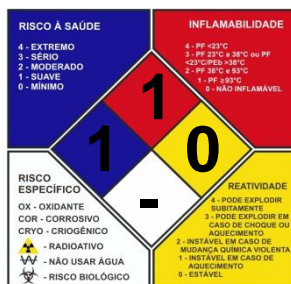 RISCO À SAÚDE
4 - EXTREMO
3 - SÉRIO
2 - MODERADO
1 - SUAVE
0 - MÍNIMO
INFLAMABILIDADE
4 - PF <23°C
3 - PF 23°C a 38°C ou PF
<23°C/PEb >38°C
2 - PF 38°C e 93°C
1 - PF ≥93°C
0 - NÃO INFLAMÁVEL
1
1
0
-
RISCO
ESPECÍFICO
OX - OXIDANTE
COR - CORROSIVO
CRYO - CRIOGÊNICO
- RADIOATIVO
W - NÃO USAR ÁGUA
- RISCO BIOLÓGICO
REATIVIDADE
4 - PODE EXPLODIR
SUBITAMENTE
3 - PODE EXPLODIR EM
CASO DE CHOQUE OU
AQUECIMENTO
2 - INSTÁVEL EM CASO DE
MUDANÇA QUÍMICA VIOLENTA
1 - INSTÁVEL EM CASO DE
AQUECIMENTO
0 - ESTÁVEL